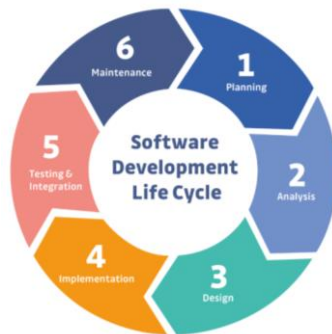 Software
Development
Life Cycle
1
Planning
2
Analysis
3
Design
4
Implementation
5
Testing &
Integration
6
Maintenance